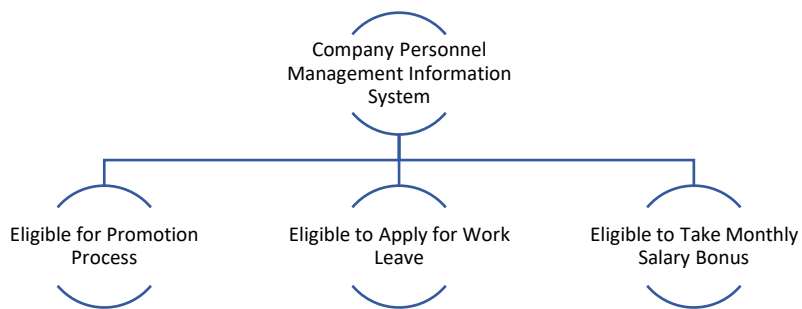 Company Personnel
Management Information
System
Eligible for Promotion
Process
Eligible to Apply for Work
Leave
Eligible to Take Monthly
Salary Bonus